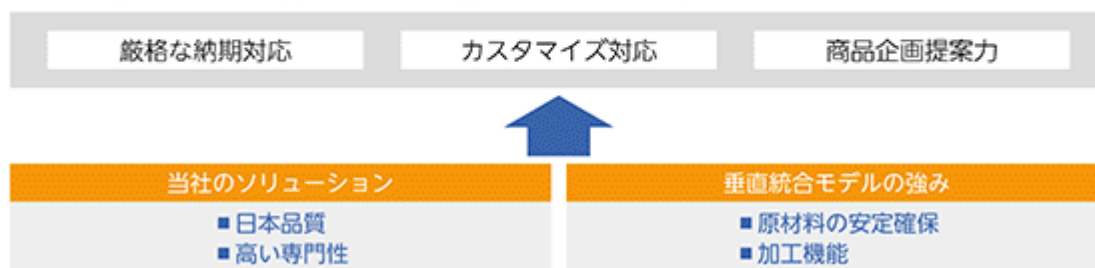 厳格な納期対応
カスタマイズ対応
商品企画提案力
当社のソリューション
垂直統合モデルの強み
■日本品質
■高い専門性
■原材料の安定確保
■加工機能